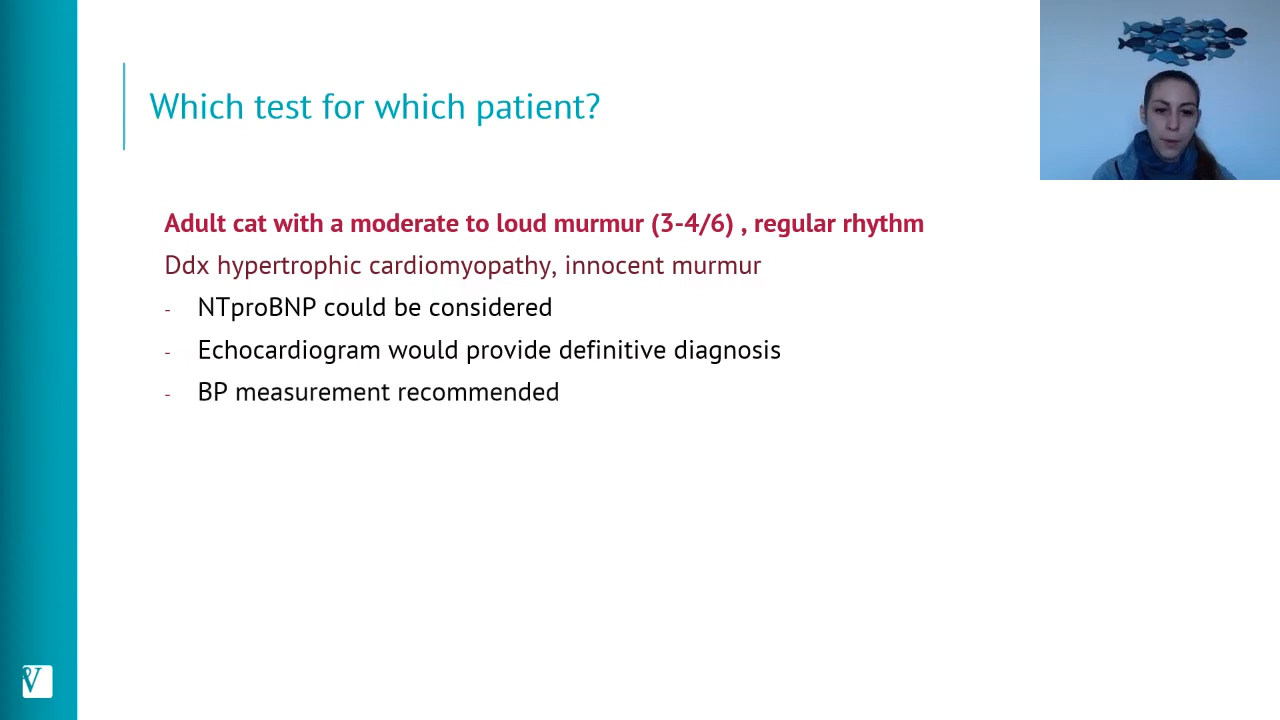 Which test for which patient?
Adult cat with a moderate to loud murmur (3-4/6) , regular rhythm
Ddx hypertrophic cardiomyopathy, innocent murmur
- NTproBNP could be considered
- Echocardiogram would provide definitive diagnosis
- BP measurement recommended
V